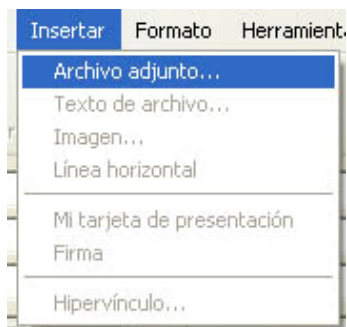 Insertar Formato Herramient
Archivo adjunto...
Texto de archivo...
Imagen...
Línea horizontal
Mi tarjeta de presentación
Firma
Hipervínculo...